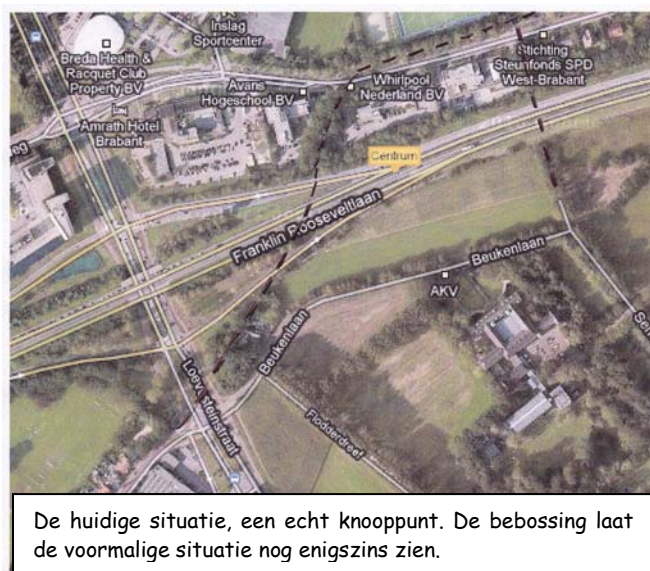 Inslag
Sportcenter
Breda Health &
Racquet Club
Property BV
Stichting
Steunfonds SPD
West-Brabant
Avans
Hogeschool BV
Whirlpool
Nederland BV
Amrath Hotel
Brabant
eg
Centrum
Franklin Rooseveltlaan
Beukenlaan
AKV
Beukenlaan
Loevesteinstraat
Flodderdreef
De huidige situatie, een echt knooppunt. De bebossing laat
de voormalige situatie nog enigszins zien.